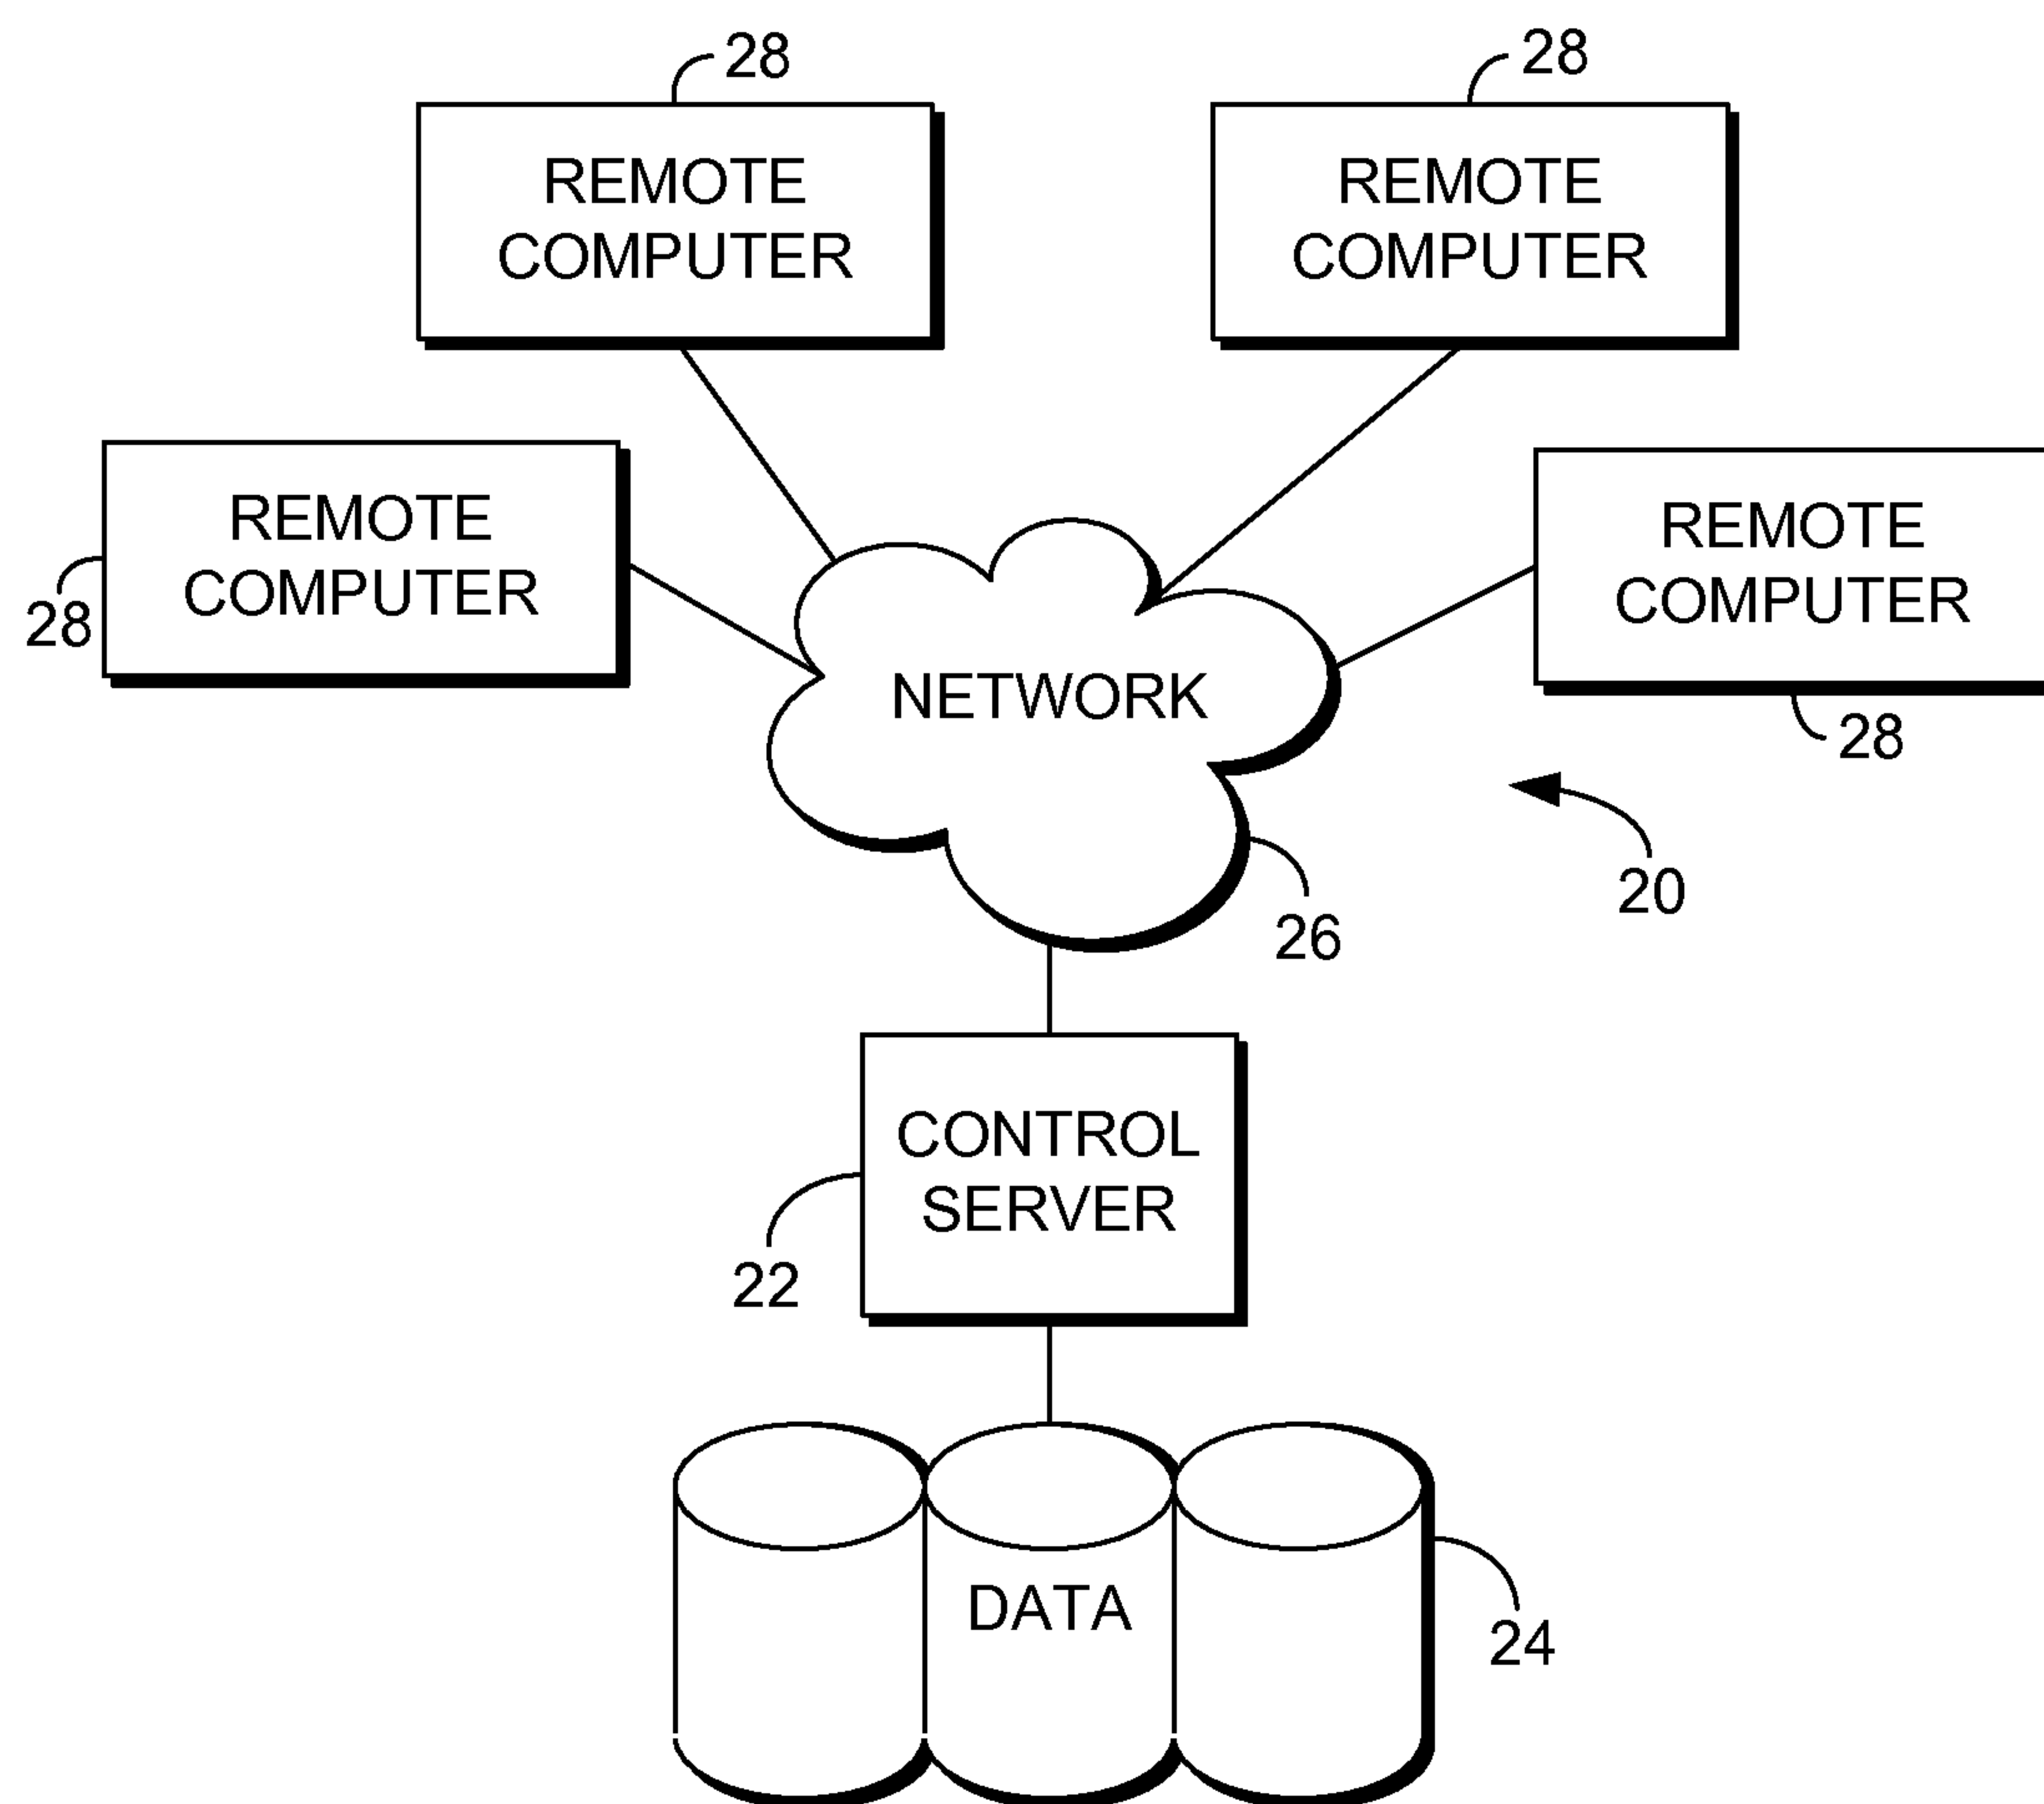 28
28
REMOTE
COMPUTER
REMOTE
COMPUTER
REMOTE
COMPUTER
28
REMOTE
COMPUTER
28
NETWORK
20
26
CONTROL
SERVER
22
DATA
24